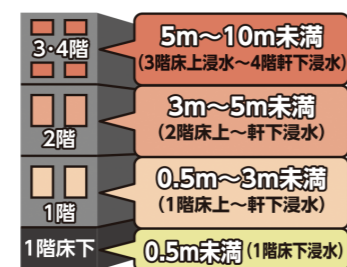 3･4階
5m～10m未満
(3階床上浸水～4階軒下浸水)
2階
3m～5m未満
(2階床上～軒下浸水)
1階
0.5m～3m未満
(1階床上～軒下浸水)
1階床下
0.5m未満(1階床下浸水)